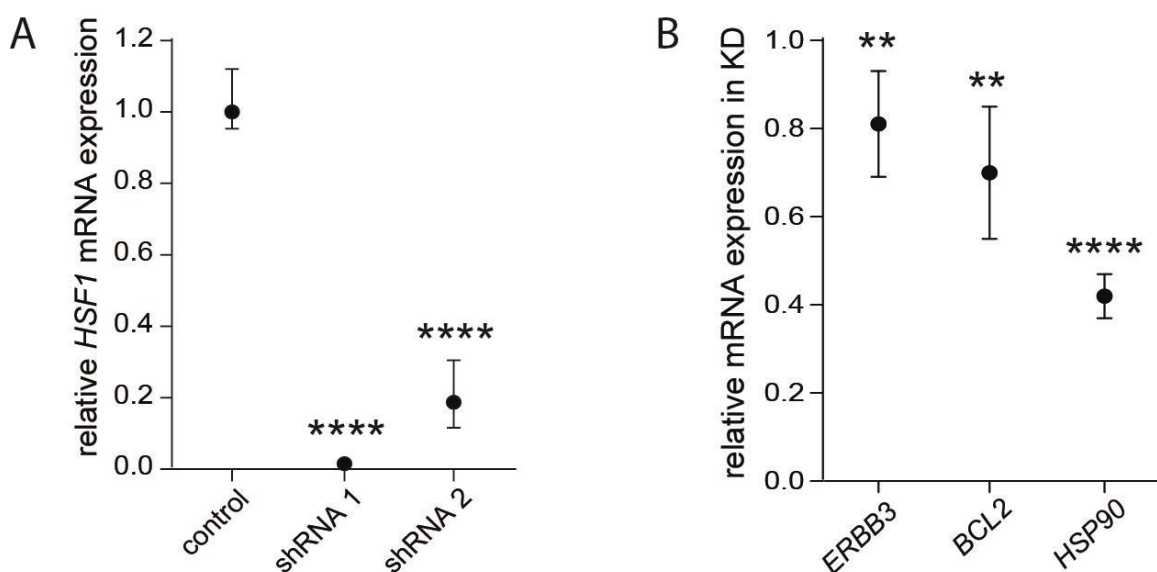 A
relative HSF1 mRNA expression
1.2
1.0
0.8
0.6
0.4
0.2
0.0
****
****
control
shRNA 1
shRNA 2
B
relative mRNA expression in KD
1.0
0.8
0.6
0.4
0.2
0.0
**
**
****
ERBB3
BCL2
HSP90